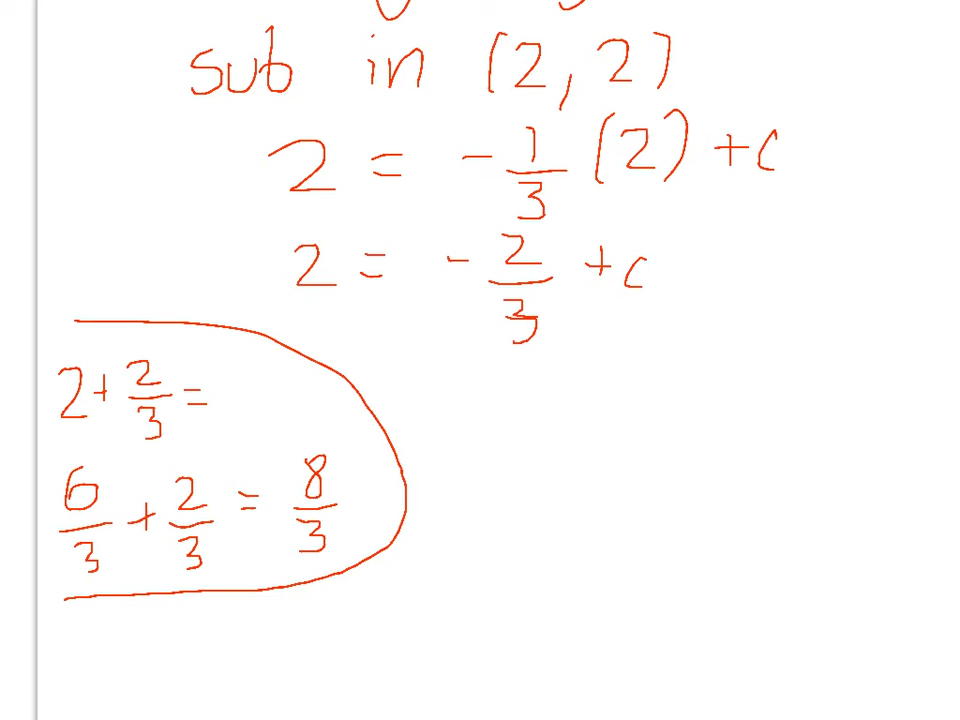 sub in (2, 2)
2 = -1/3 (2) + c
2 = -2/3 + c
2 + 2/3 =
6/3 + 2/3 = 8/3